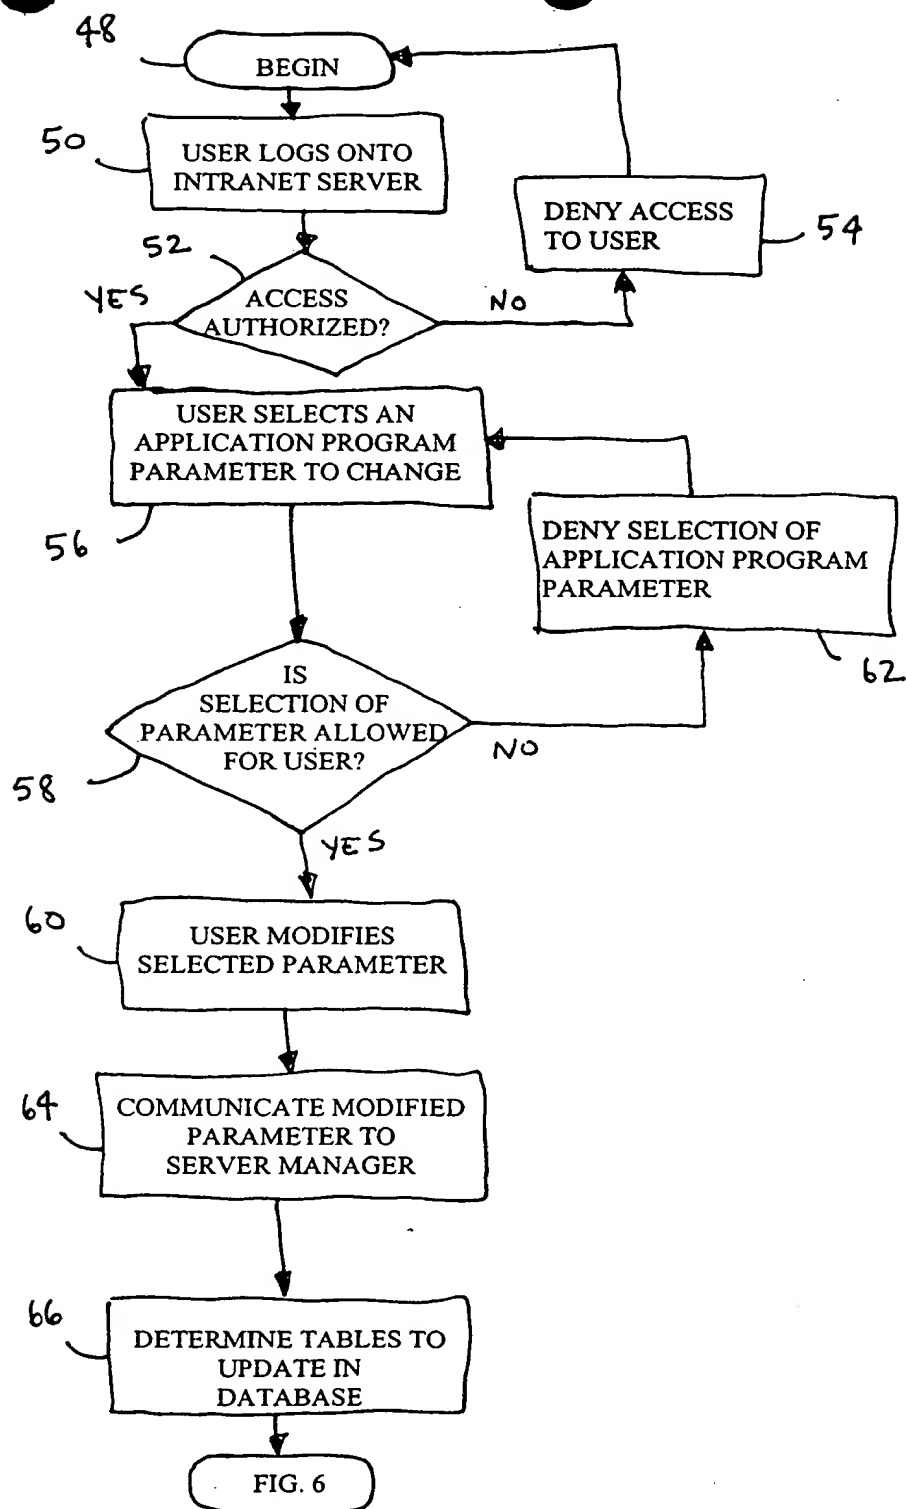 48
BEGIN
50
USER LOGS ONTO
INTRANET SERVER
DENY ACCESS
TO USER
54
52
YES
ACCESS
AUTHORIZED?
NO
USER SELECTS AN
APPLICATION PROGRAM
PARAMETER TO CHANGE
56
DENY SELECTION OF
APPLICATION PROGRAM
PARAMETER
62
IS
SELECTION OF
PARAMETER ALLOWED
FOR USER?
NO
58
YES
60
USER MODIFIES
SELECTED PARAMETER
64
COMMUNICATE MODIFIED
PARAMETER TO
SERVER MANAGER
66
DETERMINE TABLES TO
UPDATE IN
DATABASE
FIG. 6